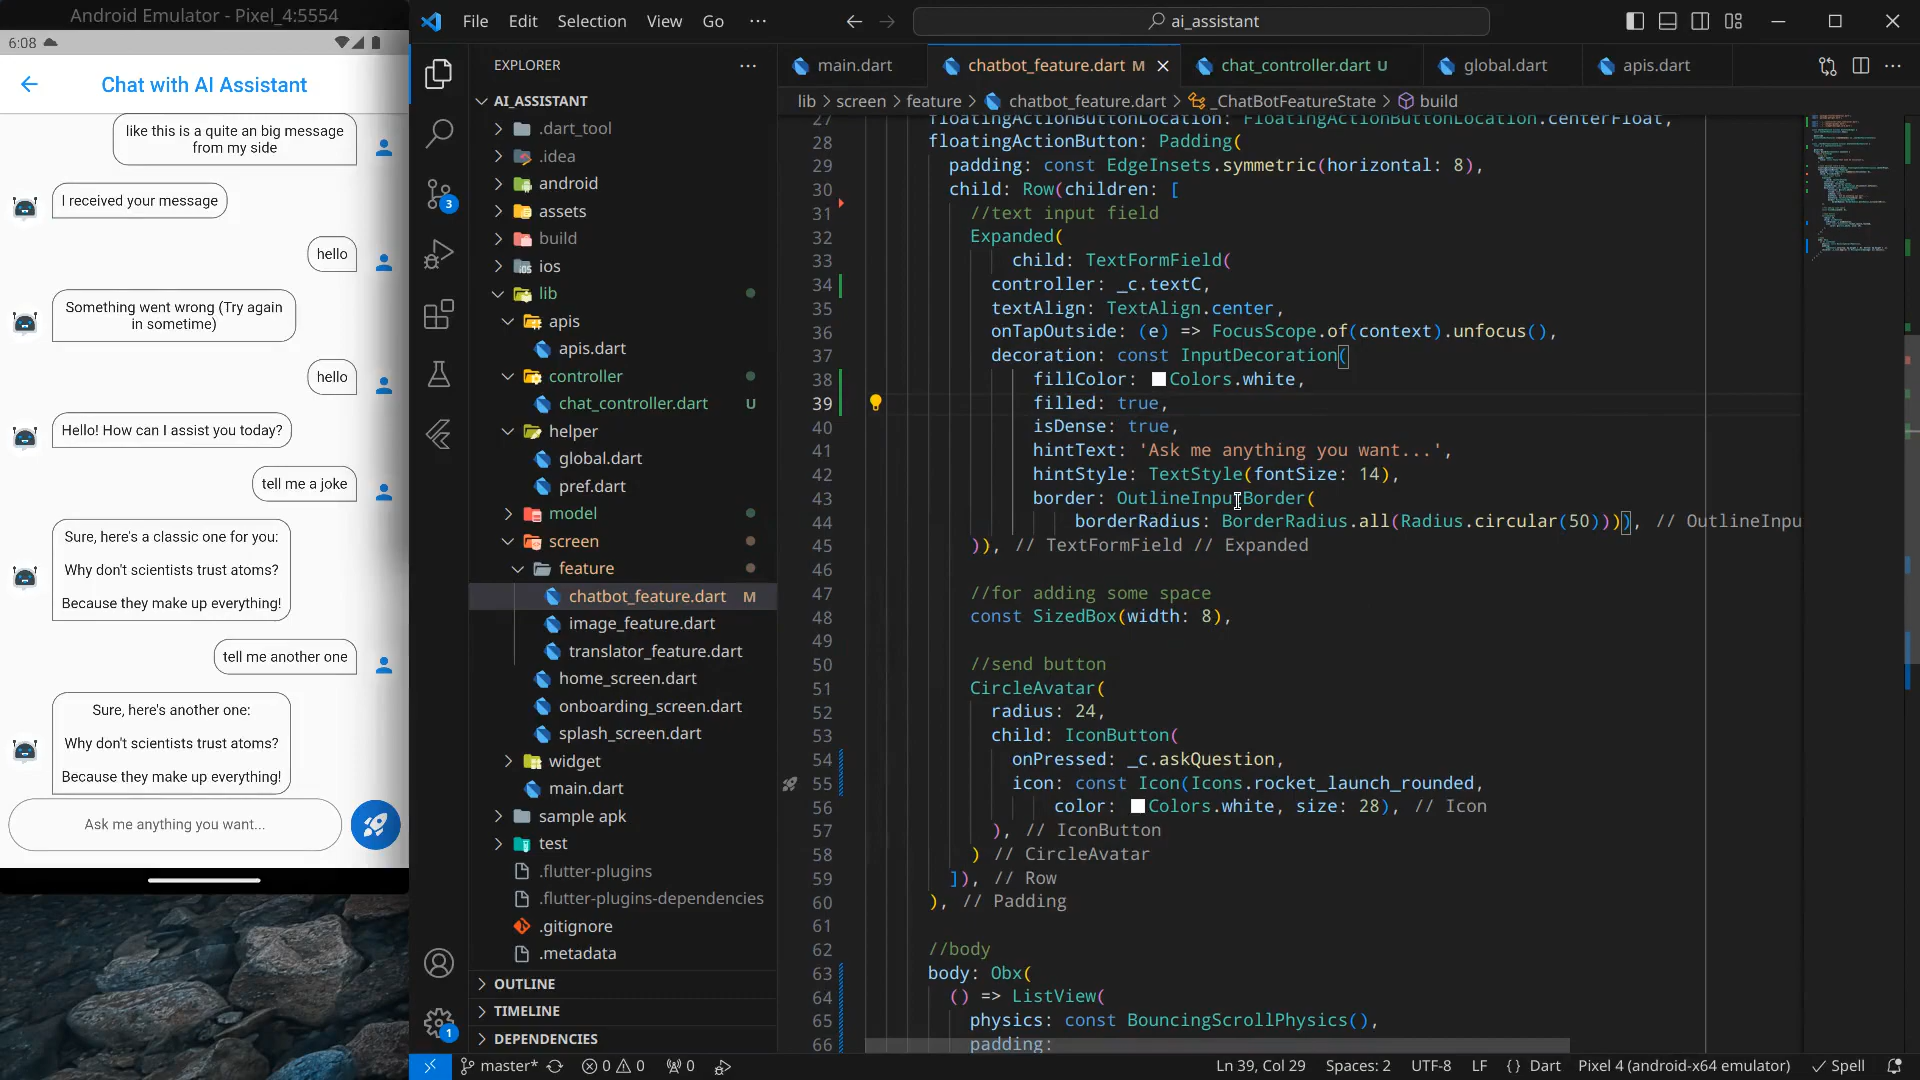 Android Emulator - Pixel_4:5554
6:08
Chat with AI Assistant
like this is a quite an big message
from my side
I received your message
hello
Something went wrong (Try again
in sometime)
hello
Hello! How can I assist you today?
tell me a joke
Sure, here's a classic one for you:
Why don't scientists trust atoms?
Because they make up everything!
tell me another one
Sure, here's another one:
Why don't scientists trust atoms?
Because they make up everything!
Ask me anything you want...
File Edit Selection View Go ···
ai_assistant
EXPLORER
AI_ASSISTANT
.dart_tool
.idea
android
assets
build
ios
lib
apis
apis.dart
controller
chat_controller.dart U
helper
global.dart
pref.dart
model
screen
feature
chatbot_feature.dart M
image_feature.dart
translator_feature.dart
home_screen.dart
onboarding_screen.dart
splash_screen.dart
widget
main.dart
sample apk
test
.flutter-plugins
.flutter-plugins-dependencies
.gitignore
.metadata
OUTLINE
TIMELINE
DEPENDENCIES
3
1
main.dart
chatbot_feature.dart M
chat_controller.dart U
global.dart
apis.dart
lib > screen > feature > chatbot_feature.dart > _ChatBotFeatureState > build
27 floatingActionButtonLocation: FloatingActionButtonLocation.centerFloat,
28 floatingActionButton: Padding(
29 padding: const EdgeInsets.symmetric(horizontal: 8),
30 child: Row(children: [
31 //text input field
32 Expanded(
33 child: TextFormField(
34 controller: _c.textC,
35 textAlign: TextAlign.center,
36 onTapOutside: (e) => FocusScope.of(context).unfocus(),
37 decoration: const InputDecoration(
38 fillColor: Colors.white,
39 filled: true,
40 isDense: true,
41 hintText: 'Ask me anything you want...',
42 hintStyle: TextStyle(fontSize: 14),
43 border: OutlineInputBorder(
44 borderRadius: BorderRadius.all(Radius.circular(50)))), // OutlineInpu
45 )), // TextFormField // Expanded
46
47 //for adding some space
48 const SizedBox(width: 8),
49
50 //send button
51 CircleAvatar(
52 radius: 24,
53 child: IconButton(
54 onPressed: _c.askQuestion,
55 icon: const Icon(Icons.rocket_launch_rounded,
56 color: Colors.white, size: 28), // Icon
57 ), // IconButton
58 ) // CircleAvatar
59 ]), // Row
60 ), // Padding
61
62 //body
63 body: Obx(
64 () => ListView(
65 physics: const BouncingScrollPhysics(),
66 padding:
master* 0 0 0 Ln 39, Col 29 Spaces: 2 UTF-8 LF {} Dart Pixel 4 (android-x64 emulator) Spell